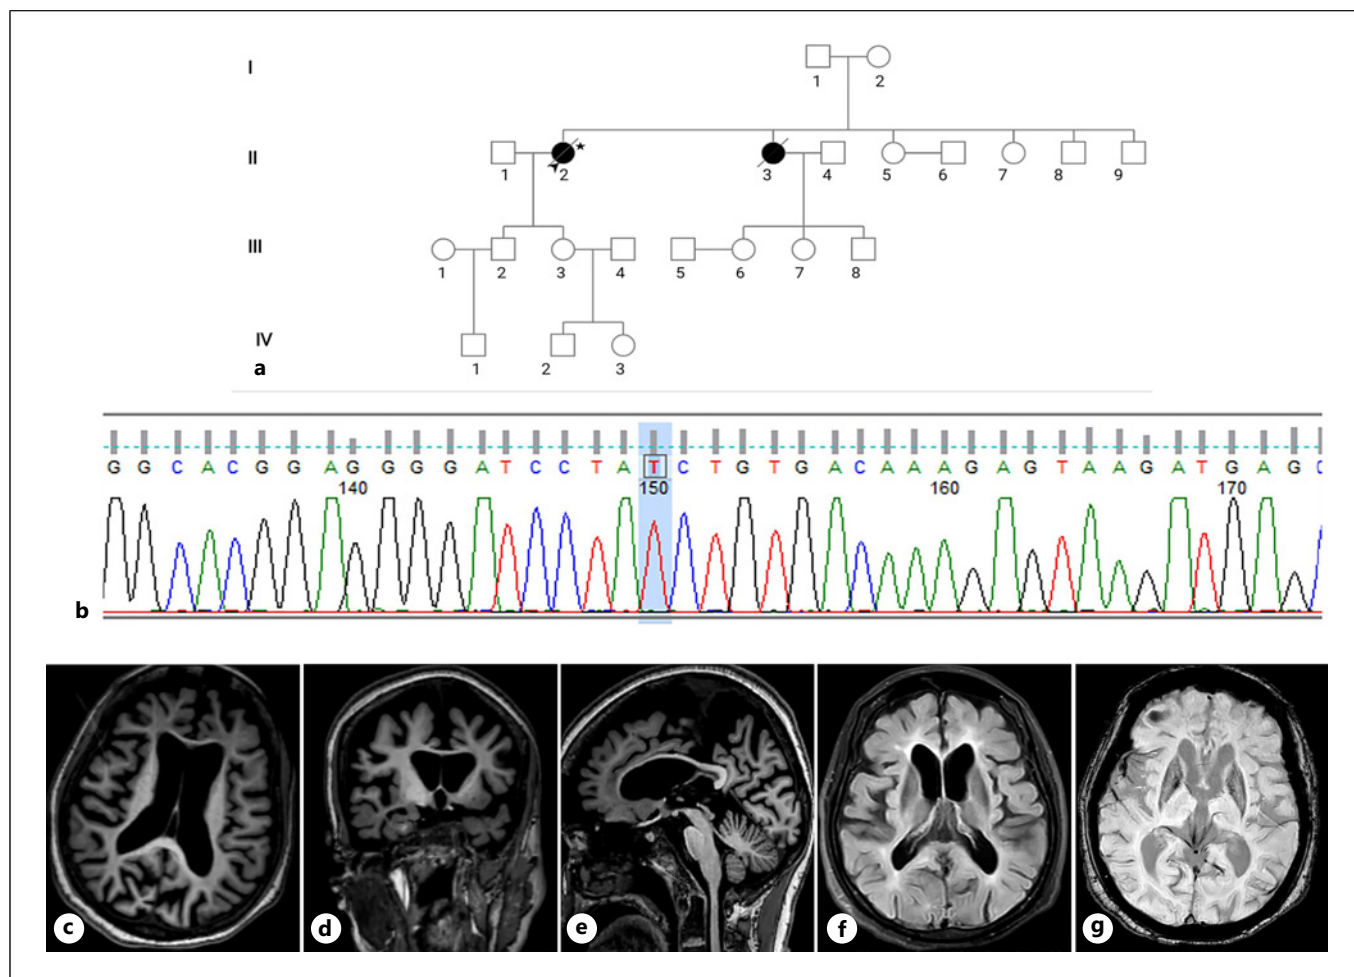 I
1 2
II
1 2 3 4 5 6 7 8 9
III
1 2 3 4 5 6 7 8
IV
1 2 3
a
G G C A C G G A G G G G A T C C T A T C T G T G A C A A A G A G T A A G A T G A G C
140 150 160 170
b
c d e f g